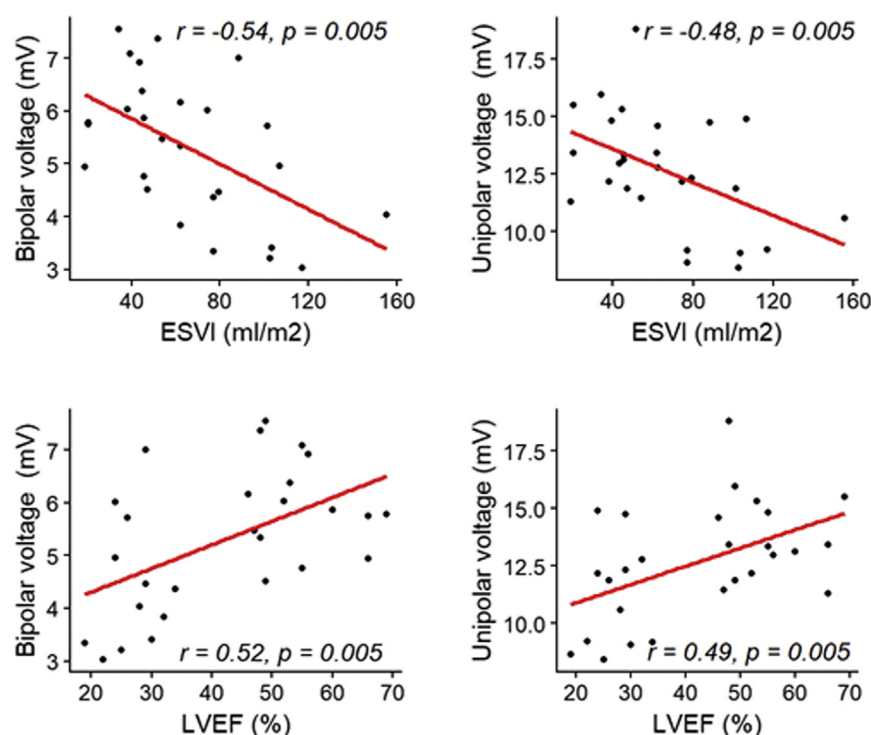 r = -0.54, p = 0.005
Bipolar voltage (mV)
7
6
5
4
3
40 80 120 160
ESVI (ml/m2)
r = -0.48, p = 0.005
Unipolar voltage (mV)
17.5
15.0
12.5
10.0
40 80 120 160
ESVI (ml/m2)
Bipolar voltage (mV)
7
6
5
4
3
r = 0.52, p = 0.005
20 30 40 50 60 70
LVEF (%)
Unipolar voltage (mV)
17.5
15.0
12.5
10.0
r = 0.49, p = 0.005
20 30 40 50 60 70
LVEF (%)